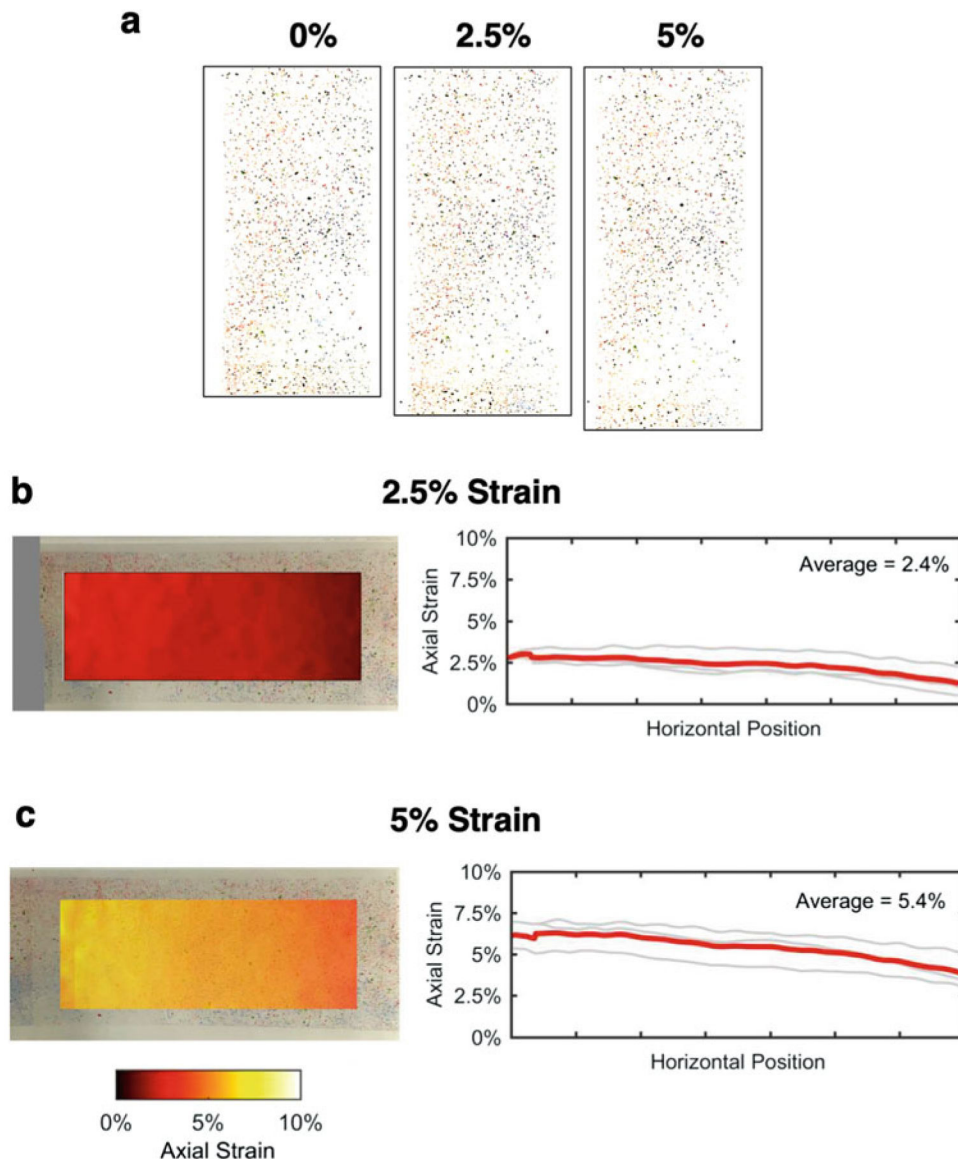 a
0% 2.5% 5%
b
2.5% Strain
10%
7.5%
5%
2.5%
0%
Axial Strain
Average = 2.4%
Horizontal Position
c
5% Strain
10%
7.5%
5%
2.5%
0%
Axial Strain
Average = 5.4%
Horizontal Position
0% 5% 10%
Axial Strain